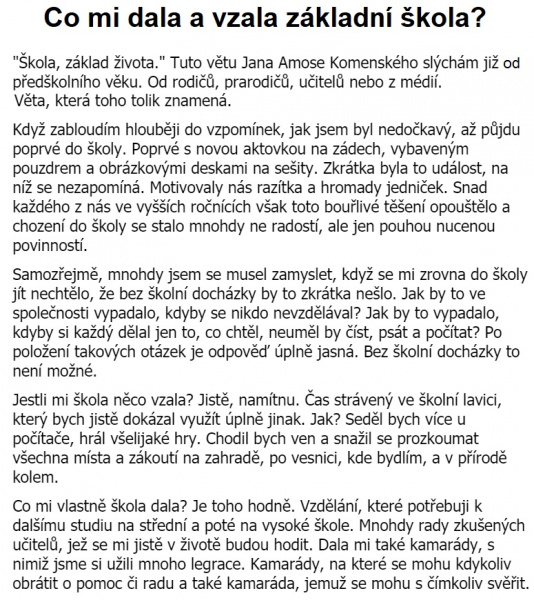 Co mi dala a vzala základní škola?
"Škola, základ života." Tuto větu Jana Amose Komenského slýchám již od
předškolního věku. Od rodičů, prarodičů, učitelů nebo z médií.
Věta, která toho tolik znamená.
Když zabloudím hlouběji do vzpomínek, jak jsem byl nedočkavý, až půjdu
poprvé do školy. Poprvé s novou aktovkou na zádech, vybaveným
pouzdrem a obrázkovými deskami na sešity. Zkrátka byla to událost, na
níž se nezapomíná. Motivovaly nás razítka a hromady jedniček. Snad
každého z nás ve vyšších ročnících však toto bouřlivé těšení opouštělo a
chození do školy se stalo mnohdy ne radostí, ale jen pouhou nucenou
povinností.
Samozřejmě, mnohdy jsem se musel zamyslet, když se mi zrovna do školy
jít nechtělo, že bez školní docházky by to zkrátka nešlo. Jak by to ve
společnosti vypadalo, kdyby se nikdo nevzdělával? Jak by to vypadalo,
kdyby si každý dělal jen to, co chtěl, neuměl by číst, psát a počítat? Po
položení takových otázek je odpověď úplně jasná. Bez školní docházky to
není možné.
Jestli mi škola něco vzala? Jistě, namítnu. Čas strávený ve školní lavici,
který bych jistě dokázal využít úplně jinak. Jak? Seděl bych více u
počítače, hrál všelijaké hry. Chodil bych ven a snažil se prozkoumat
všechna místa a zákoutí na zahradě, po vesnici, kde bydlím, a v přírodě
kolem.
Co mi vlastně škola dala? Je toho hodně. Vzdělání, které potřebuji k
dalšímu studiu na střední a poté na vysoké škole. Mnohdy rady zkušených
učitelů, jež se mi jistě v životě budou hodit. Dala mi také kamarády, s
nimiž jsme si užili mnoho legrace. Kamarády, na které se mohu kdykoliv
obrátit o pomoc či radu a také kamaráda, jemuž se mohu s čímkoliv svěřit.